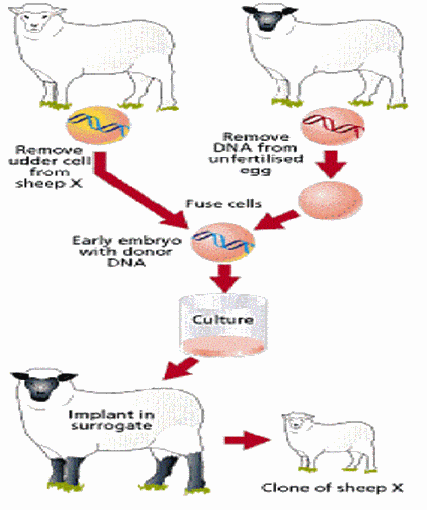 Remove
udder cell
from
sheep X
Remove
DNA from
unfertilised
egg
Fuse cells
Early embryo
with donor
DNA
Culture
Implant in
surrogate
Clone of sheep X